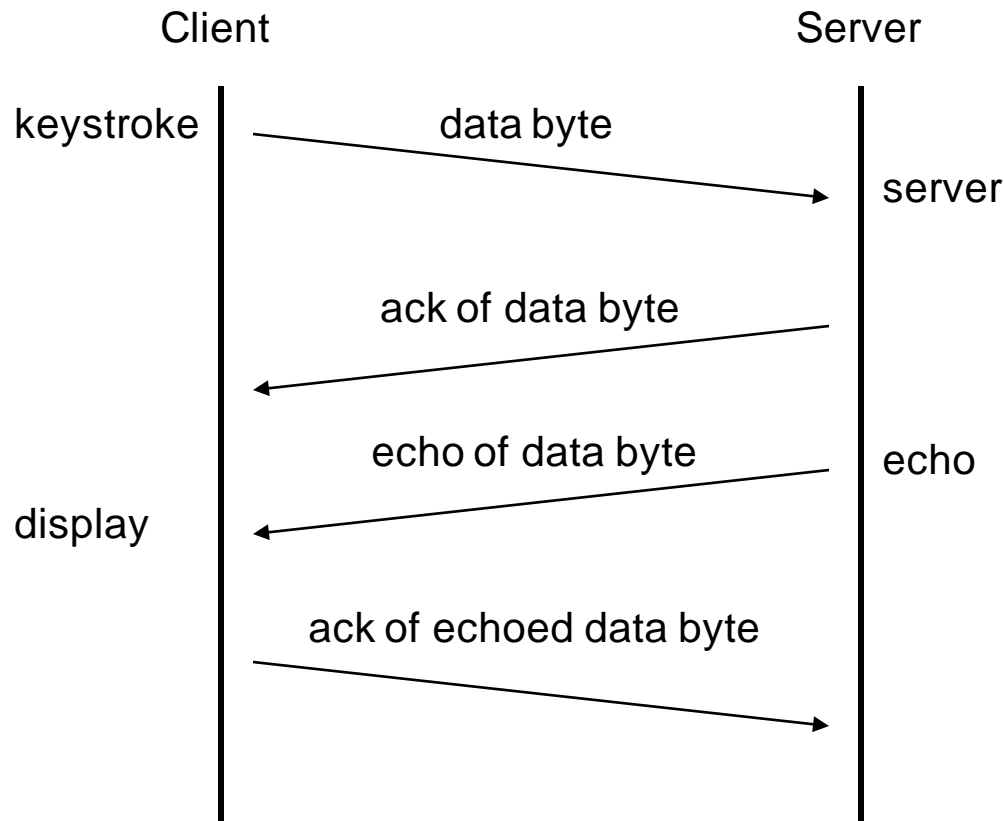 Client Server
keystroke data byte
server
ack of data byte
echo of data byte echo
display
ack of echoed data byte